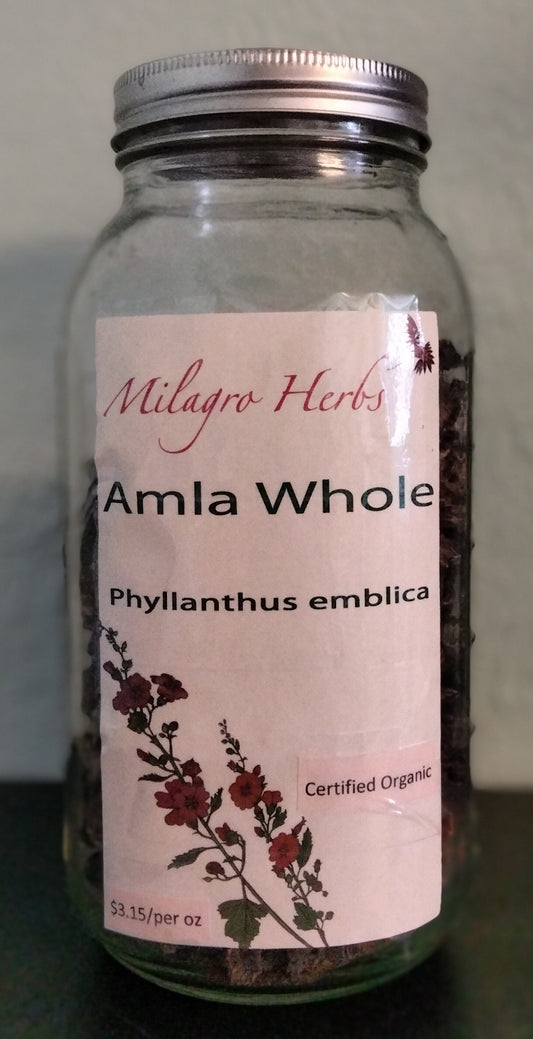 Milagro Herbs
Amla Whole
Phyllanthus emblica
Certified Organic
$3.15/per oz